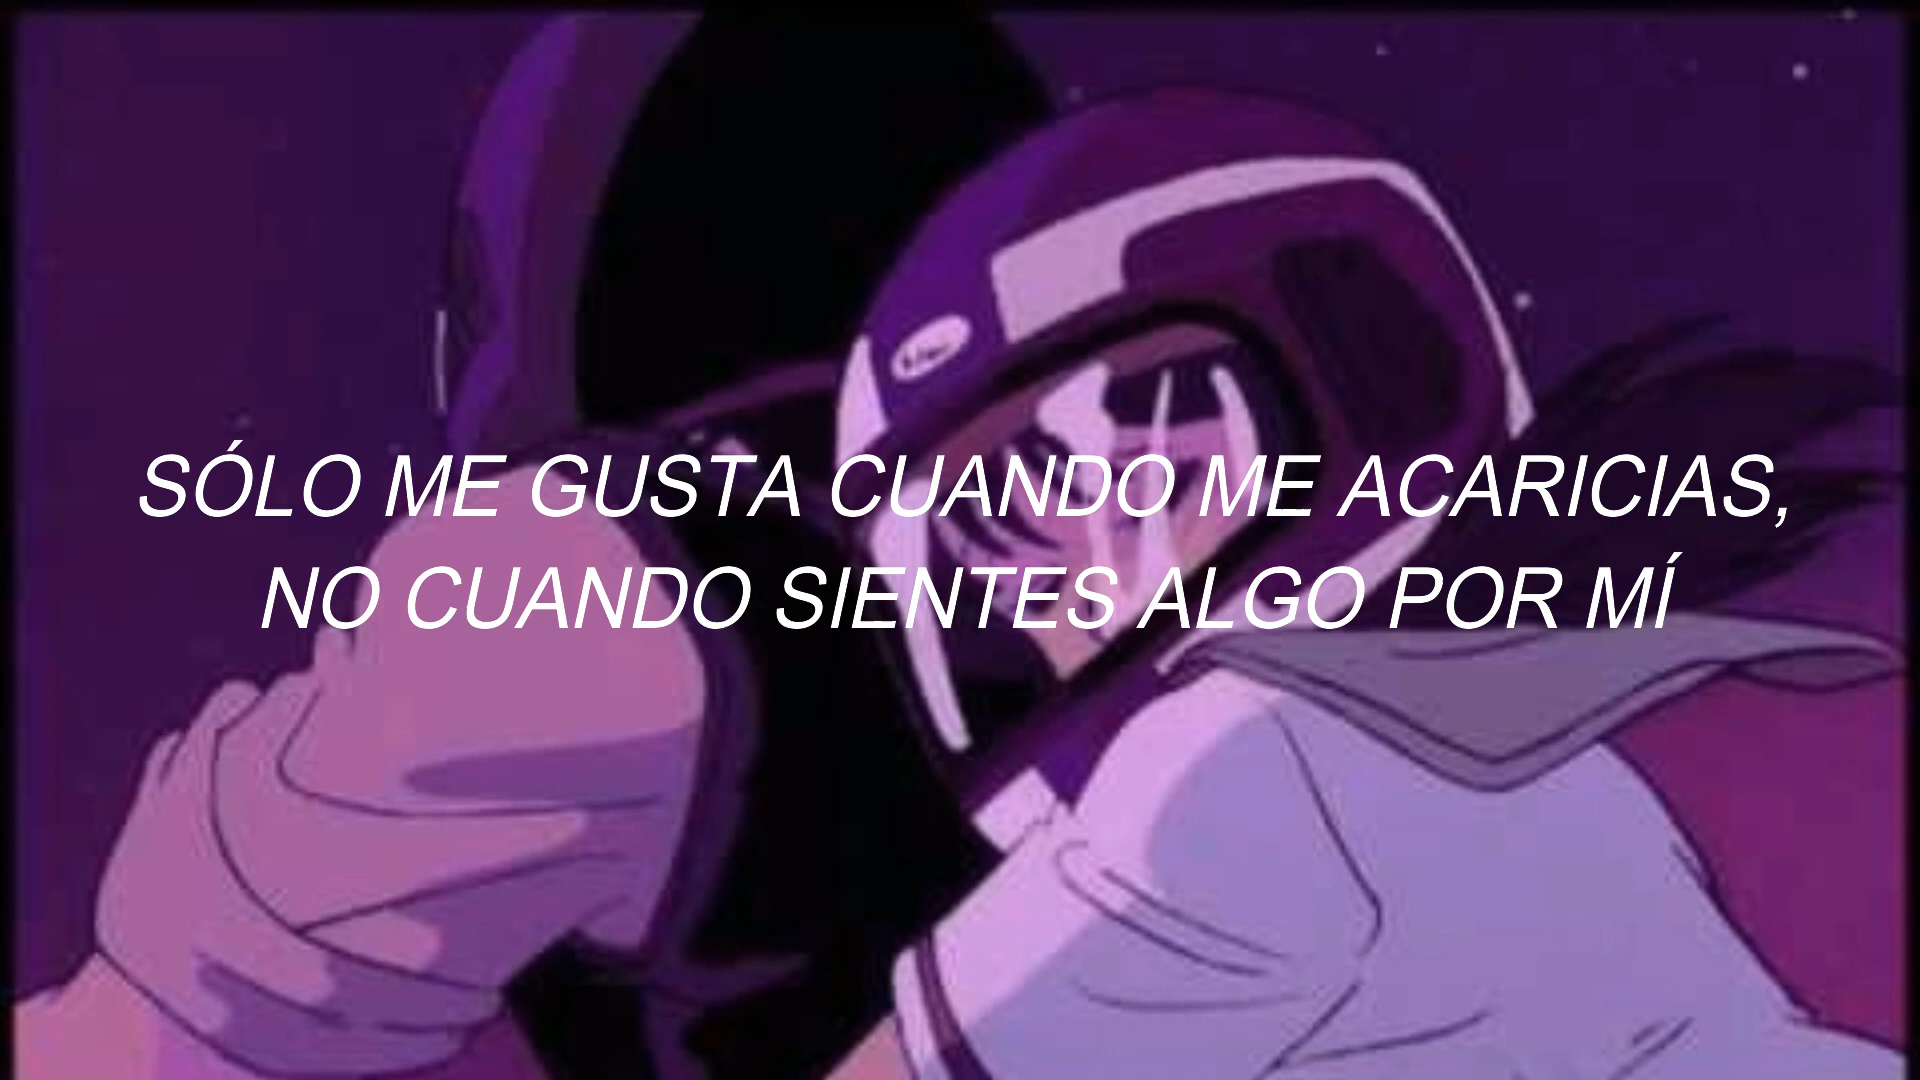 SÓLO ME GUSTA CUANDO ME ACARICIAS,
NO CUANDO SIENTES ALGO POR MÍ